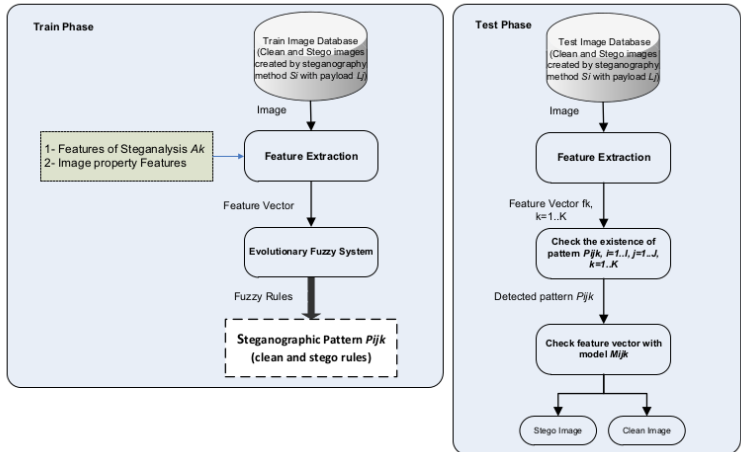 Train Phase
Train Image Database
(Clean and Stego images
created by steganography
method Si with payload Lj)
Image
1- Features of Steganalysis Ak
2- Image property Features
Feature Extraction
Feature Vector
Evolutionary Fuzzy System
Fuzzy Rules
Steganographic Pattern Pijk
(clean and stego rules)
Test Phase
Test Image Database
(Clean and Stego images
created by steganography
method Si with payload Lj)
Image
Feature Extraction
Feature Vector fk,
k=1..K
Check the existence of
pattern Pijk, i=1..I, j=1..J,
k=1..K
Detected pattern Pijk
Check feature vector with
model Mijk
Stego Image
Clean Image